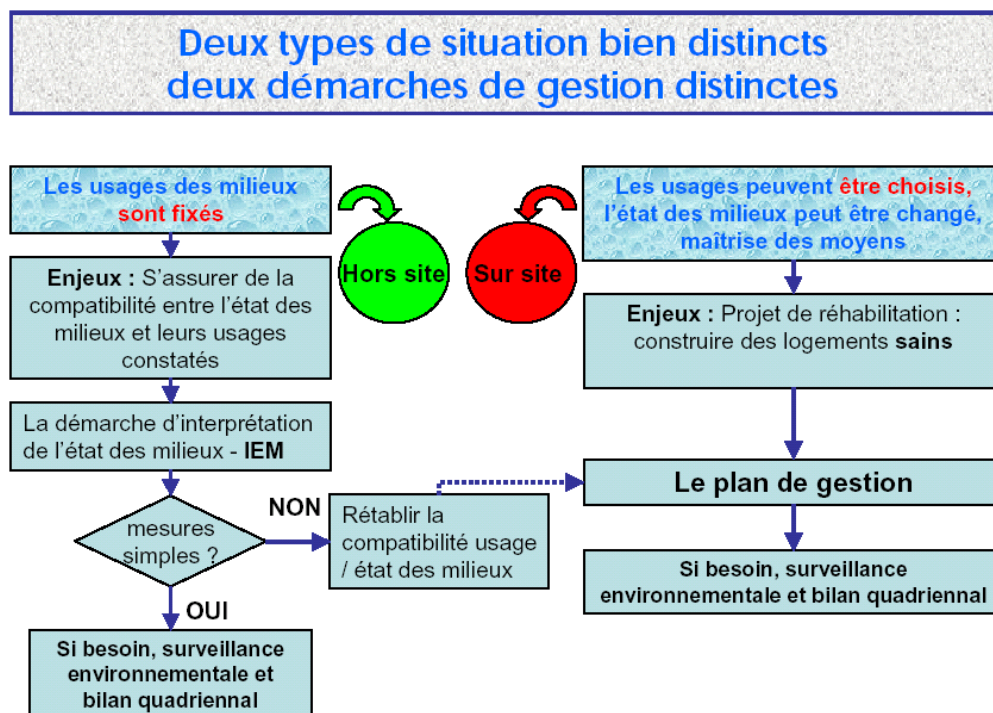 Deux types de situation bien distincts
deux démarches de gestion distinctes
Les usages des milieux
sont fixés
Enjeux : S'assurer de la
compatibilité entre l'état des
milieux et leurs usages
constatés
La démarche d'interprétation
de l'état des milieux - IEM
mesures
simples ?
NON
Rétablir la
compatibilité usage
/ état des milieux
OUI
Si besoin, surveillance
environnementale et
bilan quadriennal
Hors site
Sur site
Les usages peuvent être choisis,
l'état des milieux peut être changé,
maîtrise des moyens
Enjeux : Projet de réhabilitation :
construire des logements sains
Le plan de gestion
Si besoin, surveillance
environnementale et bilan quadriennal